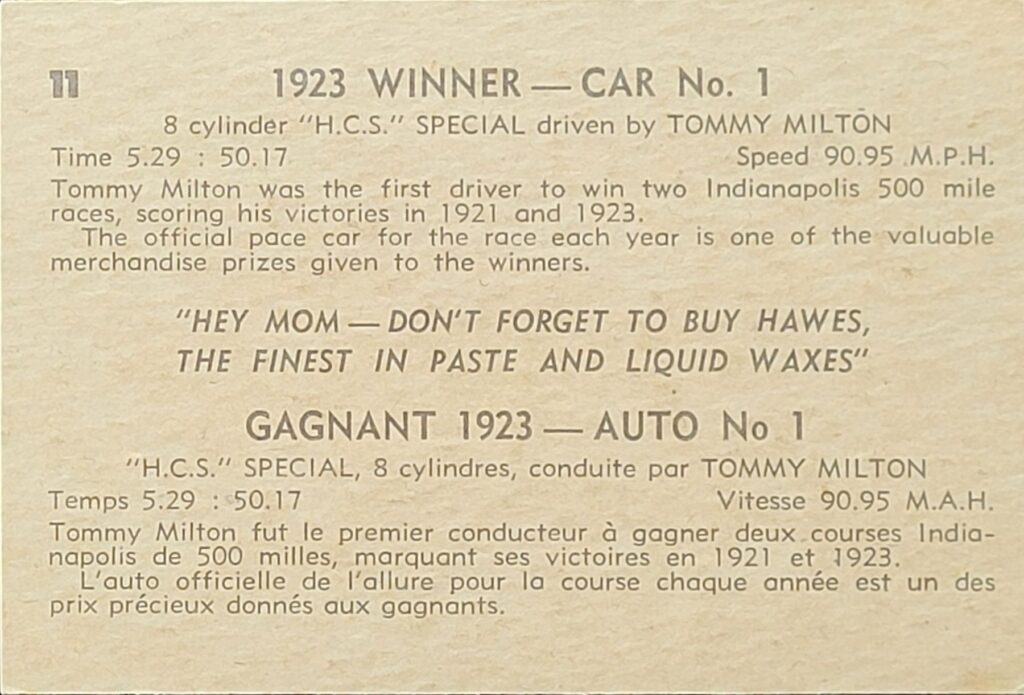 11
1923 WINNER — CAR No. 1
8 cylinder "H.C.S." SPECIAL driven by TOMMY MILTON
Time 5.29 : 50.17 Speed 90.95 M.P.H.
Tommy Milton was the first driver to win two Indianapolis 500 mile
races, scoring his victories in 1921 and 1923.
The official pace car for the race each year is one of the valuable
merchandise prizes given to the winners.
"HEY MOM — DON'T FORGET TO BUY HAWES,
THE FINEST IN PASTE AND LIQUID WAXES"
GAGNANT 1923 — AUTO No 1
"H.C.S." SPECIAL, 8 cylindres, conduite par TOMMY MILTON
Temps 5.29 : 50.17 Vitesse 90.95 M.A.H.
Tommy Milton fut le premier conducteur à gagner deux courses India-
napolis de 500 milles, marquant ses victoires en 1921 et 1923.
L'auto officielle de l'allure pour la course chaque année est un des
prix précieux donnés aux gagnants.